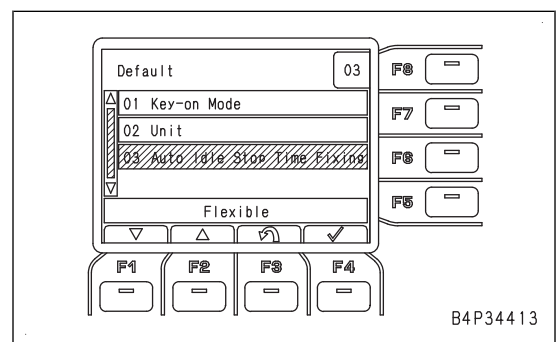 Default 03
01 Key-on Mode
02 Unit
03 Auto Idle Stop Time Fixing
Flexible
F8
F7
F6
F5
F1 F2 F3 F4
B4P34413